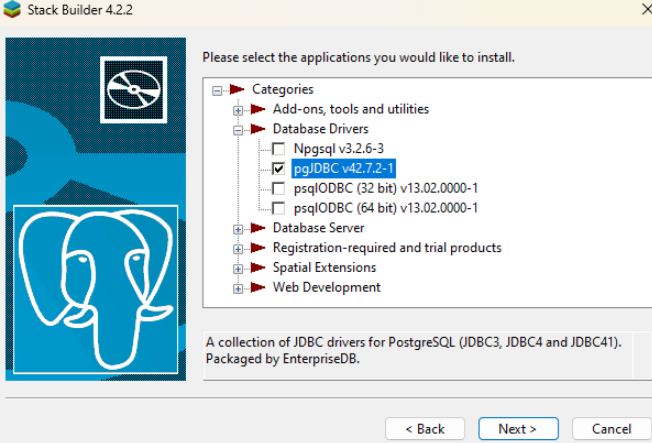 Stack Builder 4.2.2
Please select the applications you would like to install.
Categories
Add-ons, tools and utilities
Database Drivers
Npgsql v3.2.6-3
pgJDBC v42.7.2-1
psqlODBC (32 bit) v13.02.0000-1
psqlODBC (64 bit) v13.02.0000-1
Database Server
Registration-required and trial products
Spatial Extensions
Web Development
A collection of JDBC drivers for PostgreSQL (JDBC3, JDBC4 and JDBC41).
Packaged by EnterpriseDB.
< Back Next > Cancel